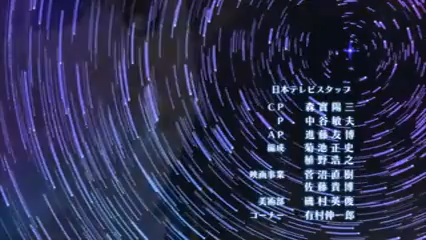 日本テレビスタッフ
CP 森實陽三
P 中谷敏夫
AP 進藤友博
編成 菊池正史
植野浩之
映画事業 菅沼直樹
佐藤貴博
美術部 磯村英俊
コーナー 有村伸一郎